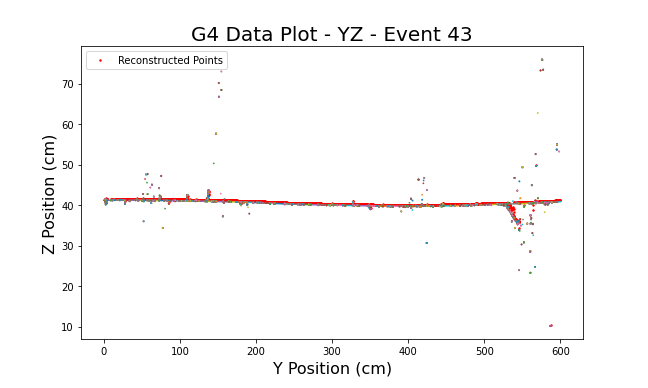 G4 Data Plot - YZ - Event 43
Reconstructed Points
Z Position (cm)
70
60
50
40
30
20
10
0 100 200 300 400 500 600
Y Position (cm)